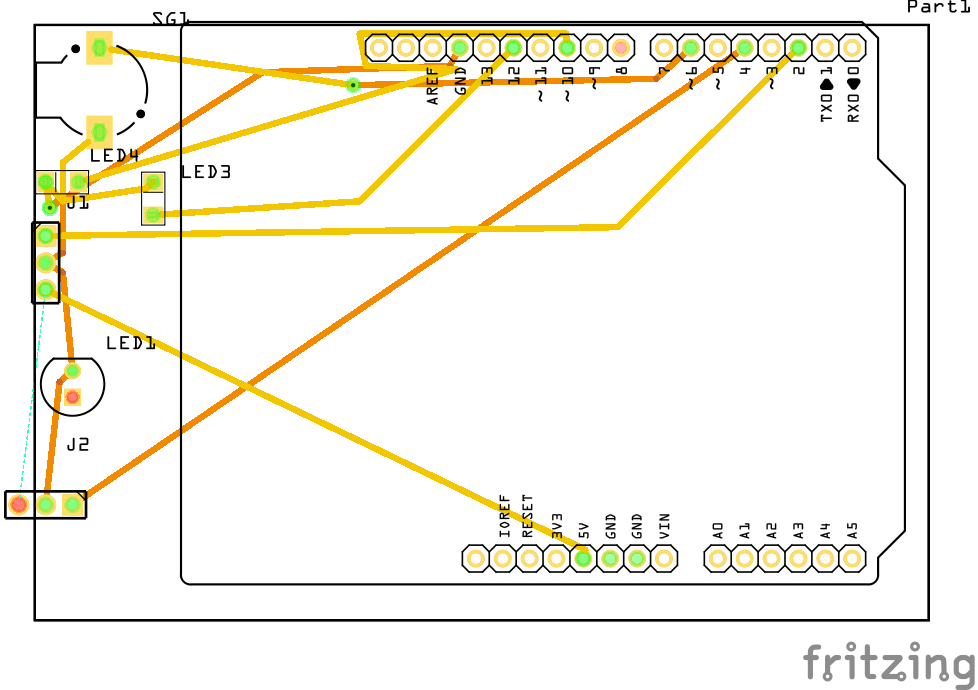 Part1
SG1
AREF
GND
13
12
~11
~10
~9
8
7
~6
~5
4
~3
2
TX0 1
RX0 0
LED4
LED3
J1
LED1
J2
IOREF
RESET
3V3
5V
GND
GND
VIN
A0
A1
A2
A3
A4
A5
fritzing